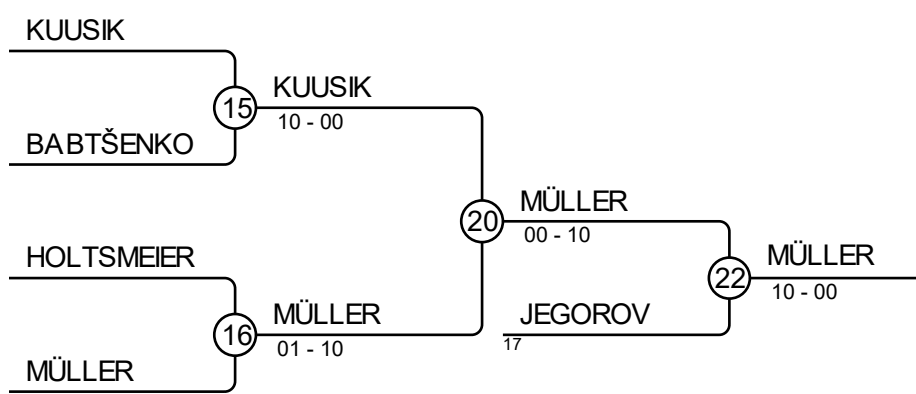 KUUSIK
15
KUUSIK
10 - 00
BABTŠENKO
20
MÜLLER
00 - 10
HOLTSMEIER
16
MÜLLER
01 - 10
MÜLLER
22
MÜLLER
10 - 00
JEGOROV
17